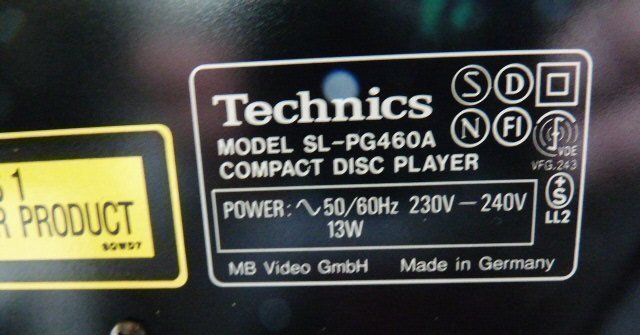 Technics
MODEL SL-PG460A
COMPACT DISC PLAYER
POWER: ∿50/60Hz 230V–240V
13W
MB Video GmbH Made in Germany
S D
N FI
VDE
VFG.243
+S
LL2
1
R PRODUCT